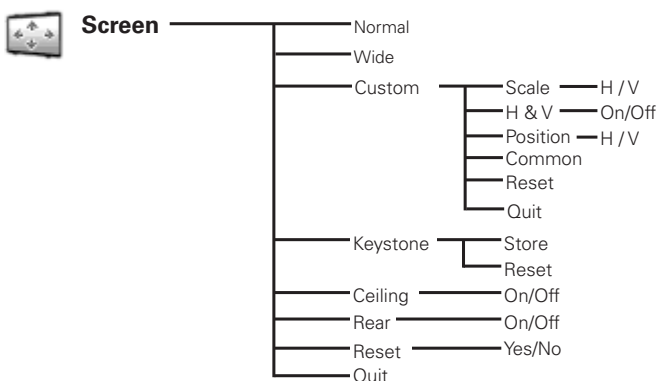 Screen Normal
Wide
Custom Scale H / V
H & V On/Off
Position H / V
Common
Reset
Quit
Keystone Store
Reset
Ceiling On/Off
Rear On/Off
Reset Yes/No
Quit